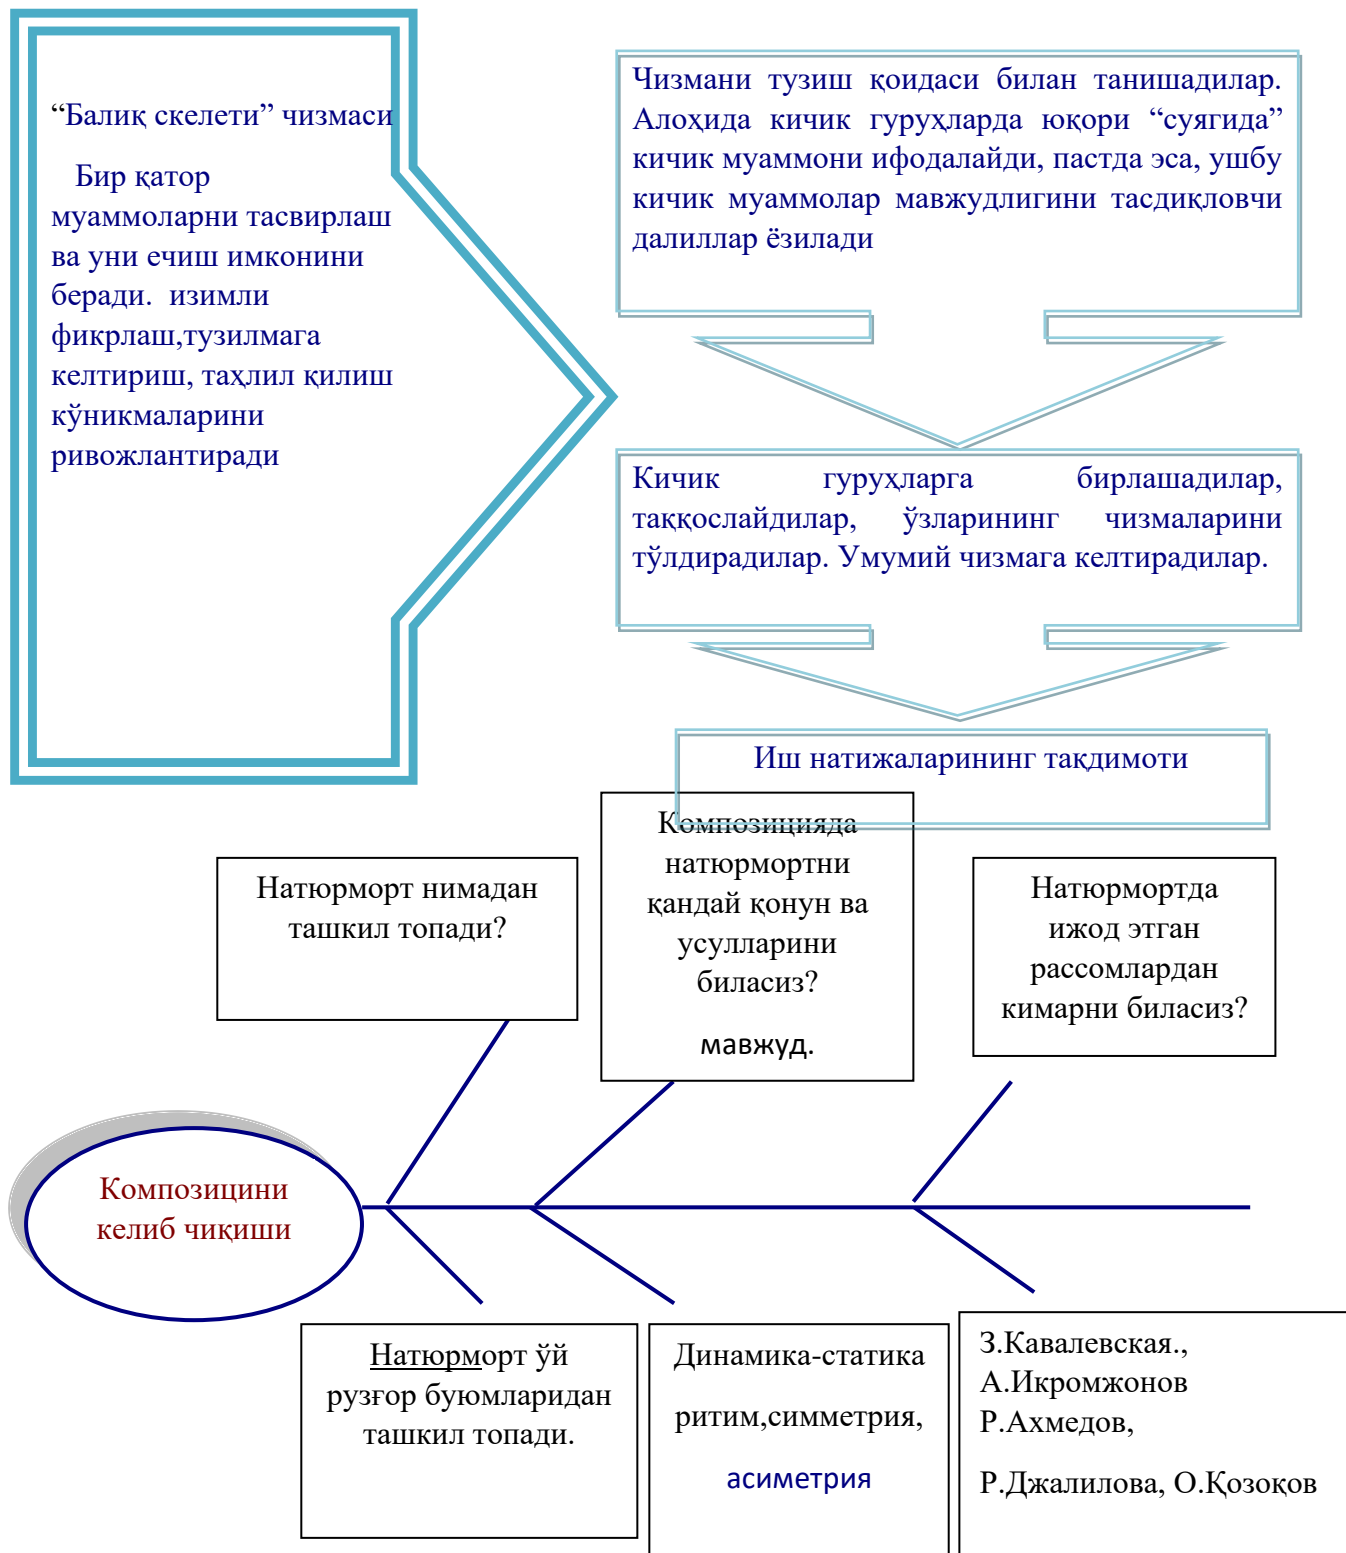 “Балиқ скелети” чизмаси
Бир қатор
муаммоларни тасвирлаш
ва уни ечиш имконини
беради. изимли
фикрлаш,тузилмага
келтириш, таҳлил қилиш
кўникмаларини
ривожлантиради
Чизмани тузиш қоидаси билан танишадилар.
Алоҳида кичик гуруҳларда юқори “суягида”
кичик муаммони ифодалайди, пастда эса, ушбу
кичик муаммолар мавжудлигини тасдиқловчи
далиллар ёзилади
Кичик гуруҳларга бирлашадилар,
таққослайдилар, ўзларининг чизмаларини
тўлдирадилар. Умумий чизмага келтирадилар.
Иш натижаларининг тақдимоти
Натюрморт нимадан
ташкил топади?
Композицияда
натюрмортни
қандай қонун ва
усулларини
биласиз?
мавжуд.
Натюрмортда
ижод этган
рассомлардан
кимарни биласиз?
Композицини
келиб чиқиши
Натюрморт ўй
рузғор буюмларидан
ташкил топади.
Динамика-статика
ритим,симметрия,
асиметрия
З.Кавалевская.,
А.Икромжонов
Р.Ахмедов,
Р.Джалилова, О.Қозоқов